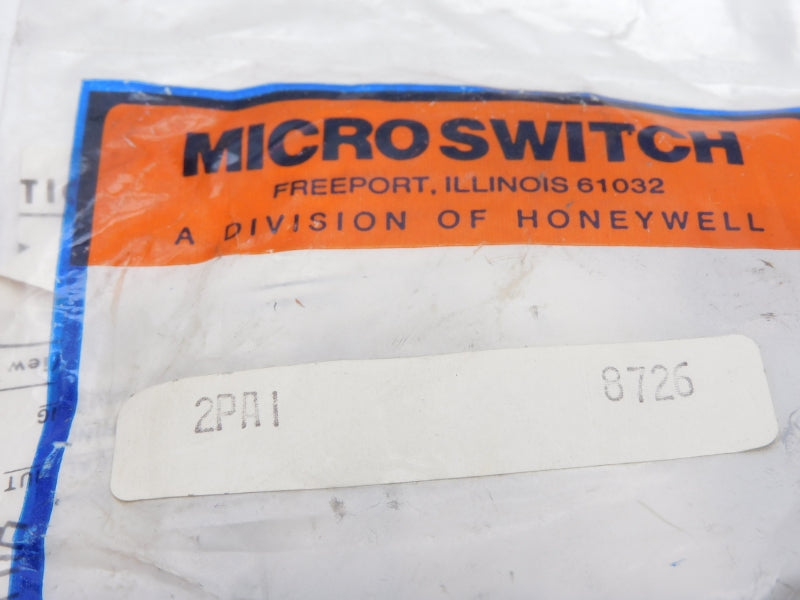 MICRO SWITCH
FREEPORT, ILLINOIS 61032
A DIVISION OF HONEYWELL
2PA1 8726